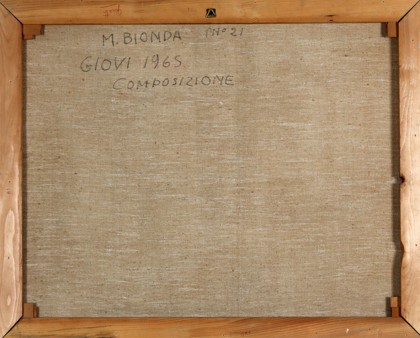 M. BIONDA N° 21
GIOVI 1965.
COMPOSIZIONE